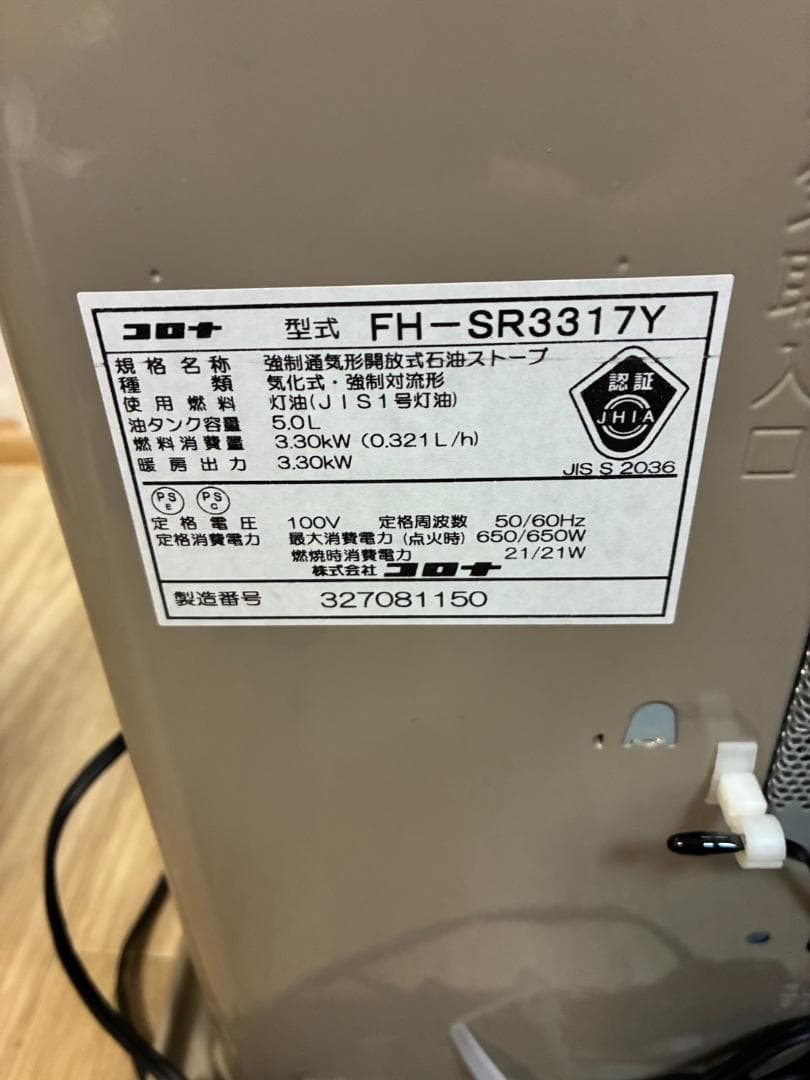 コロナ 型式 FH-SR3317Y
規格名称 強制通気形開放式石油ストーブ
種類 気化式・強制対流形
使用燃料 灯油(JIS1号灯油)
油タンク容量 5.0L
燃料消費量 3.30kW (0.321L/h)
暖房出力 3.30kW
認証
JHIA
JIS S 2036
PS E PS C
定格電圧 100V 定格周波数 50/60Hz
定格消費電力 最大消費電力 (点火時) 650/650W
燃焼時消費電力 21/21W
株式会社 コロナ
製造番号 327081150
入口